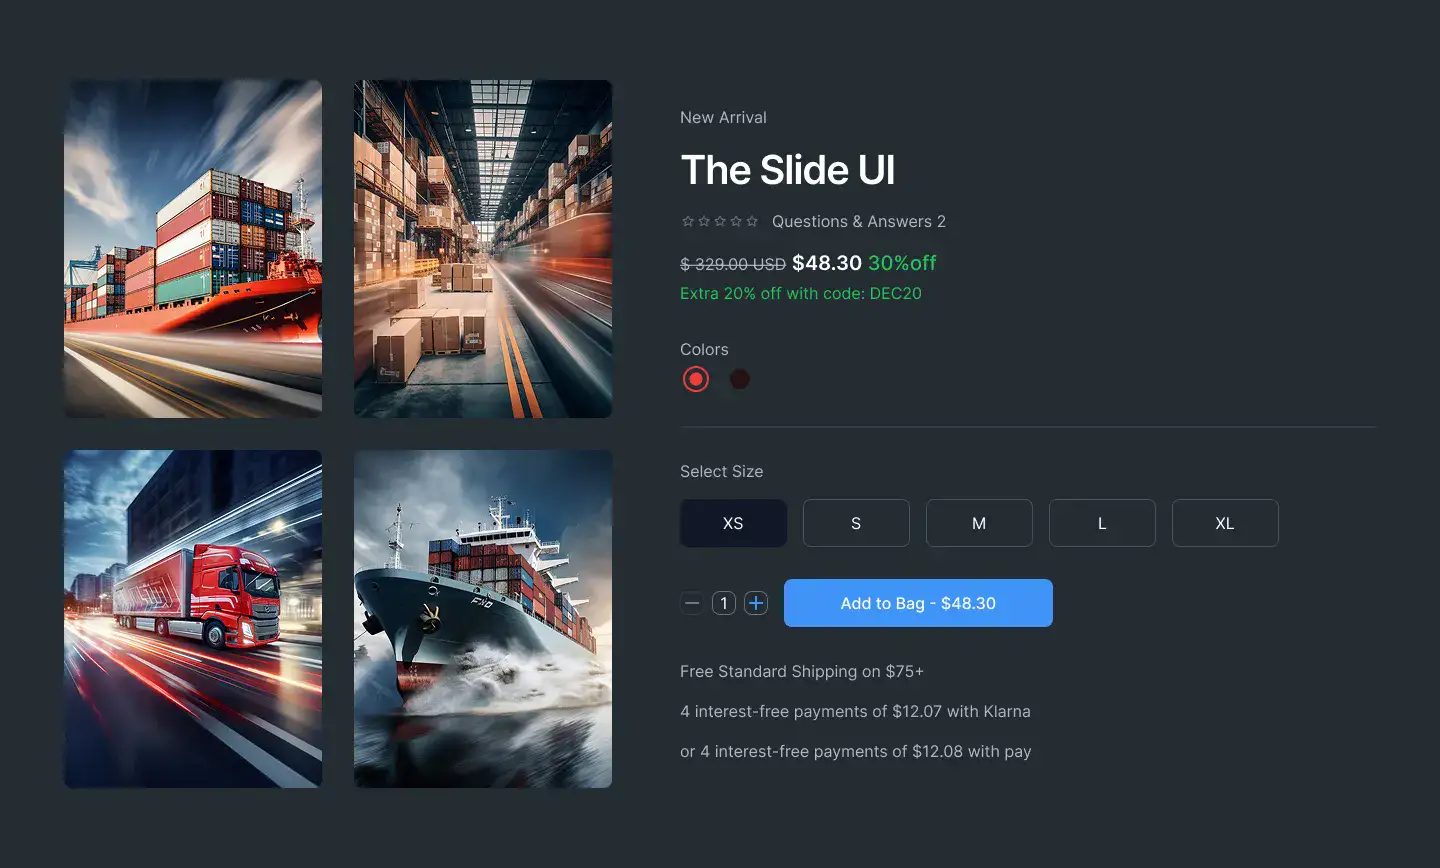 New Arrival
The Slide UI
Questions & Answers 2
$ 329.00 USD $48.30 30%off
Extra 20% off with code: DEC20
Colors
Select Size
XS S M L XL
1 Add to Bag - $48.30
Free Standard Shipping on $75+
4 interest-free payments of $12.07 with Klarna
or 4 interest-free payments of $12.08 with pay